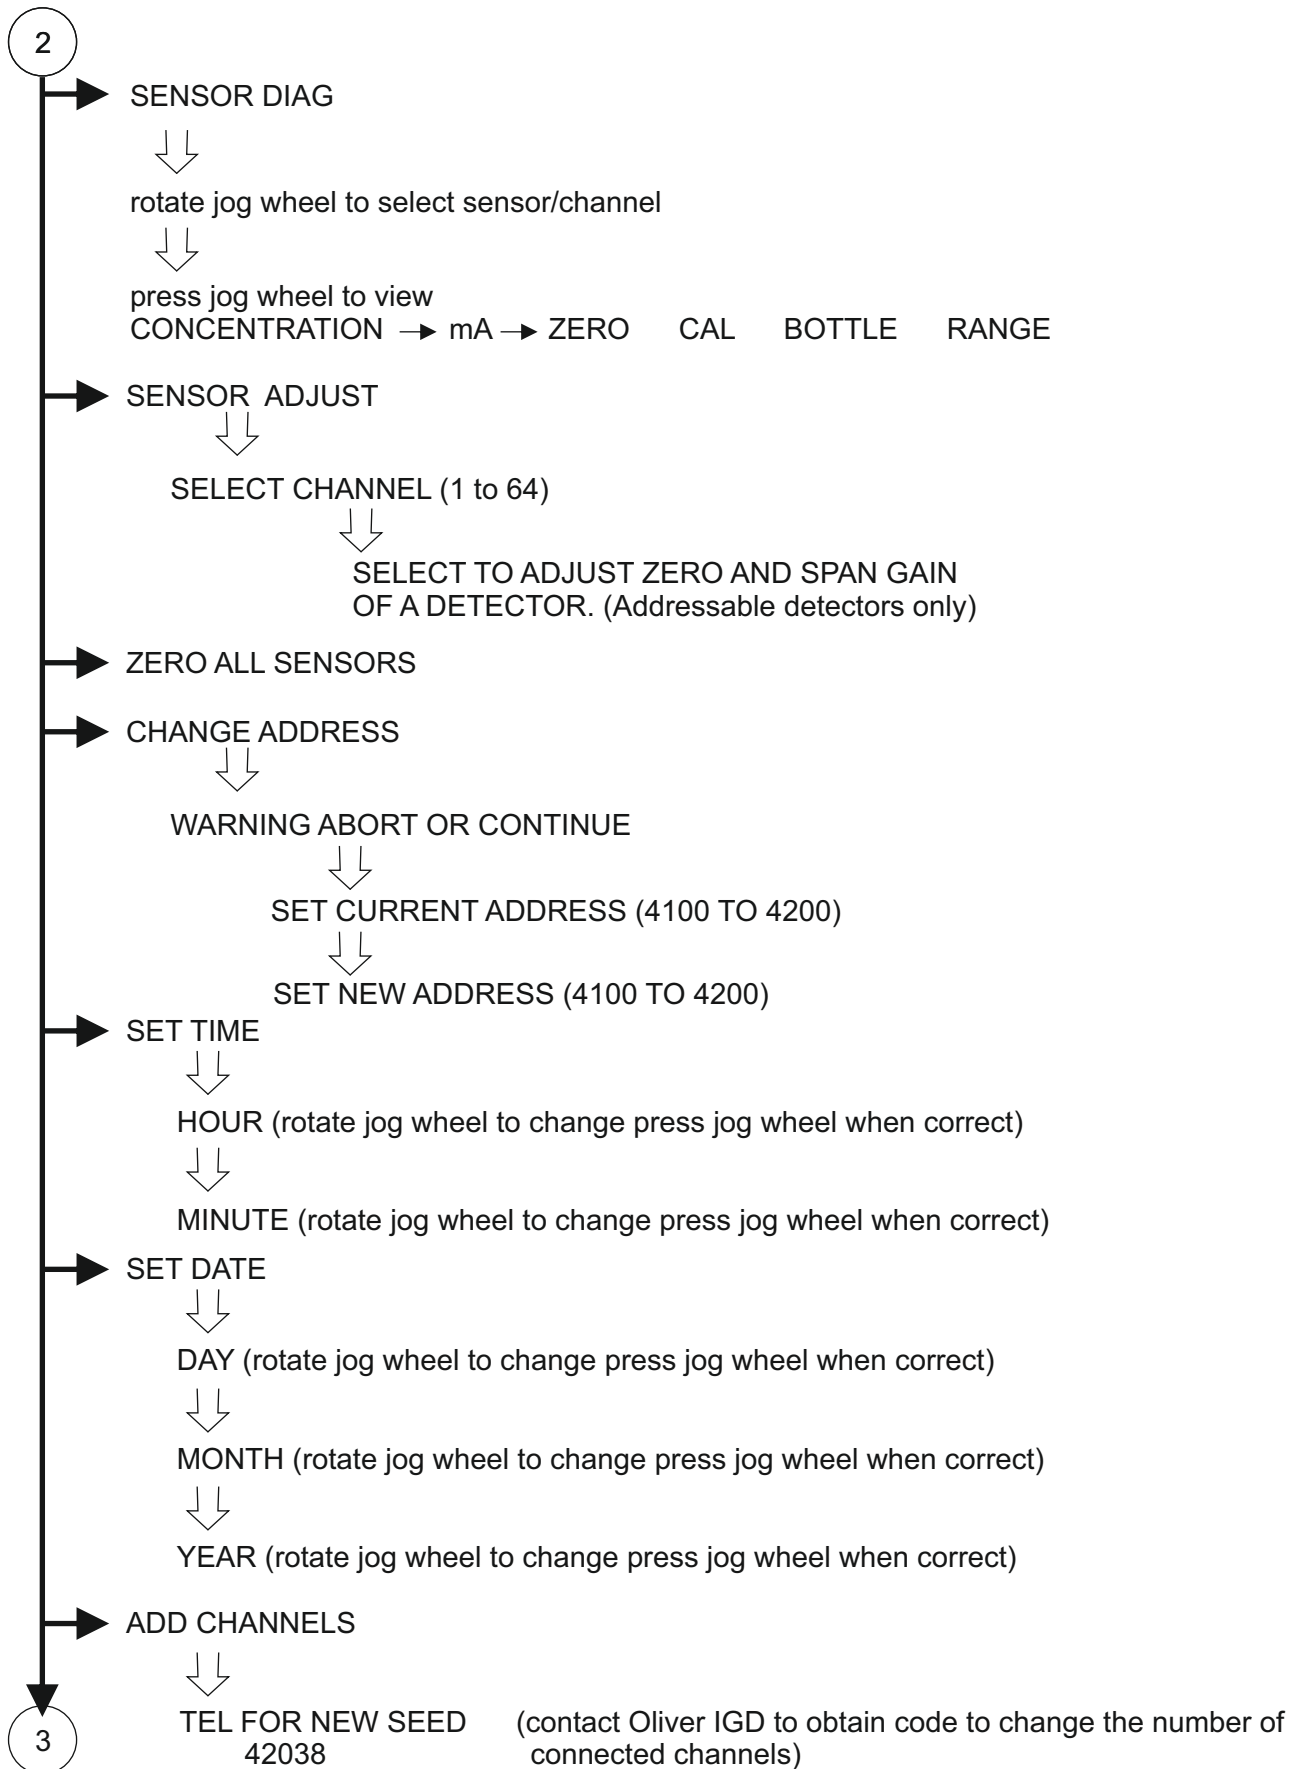 2
SENSOR DIAG
rotate jog wheel to select sensor/channel
press jog wheel to view
CONCENTRATION → mA → ZERO CAL BOTTLE RANGE
SENSOR ADJUST
SELECT CHANNEL (1 to 64)
SELECT TO ADJUST ZERO AND SPAN GAIN
OF A DETECTOR. (Addressable detectors only)
ZERO ALL SENSORS
CHANGE ADDRESS
WARNING ABORT OR CONTINUE
SET CURRENT ADDRESS (4100 TO 4200)
SET NEW ADDRESS (4100 TO 4200)
SET TIME
HOUR (rotate jog wheel to change press jog wheel when correct)
MINUTE (rotate jog wheel to change press jog wheel when correct)
SET DATE
DAY (rotate jog wheel to change press jog wheel when correct)
MONTH (rotate jog wheel to change press jog wheel when correct)
YEAR (rotate jog wheel to change press jog wheel when correct)
ADD CHANNELS
TEL FOR NEW SEED (contact Oliver IGD to obtain code to change the number of
42038 connected channels)
3